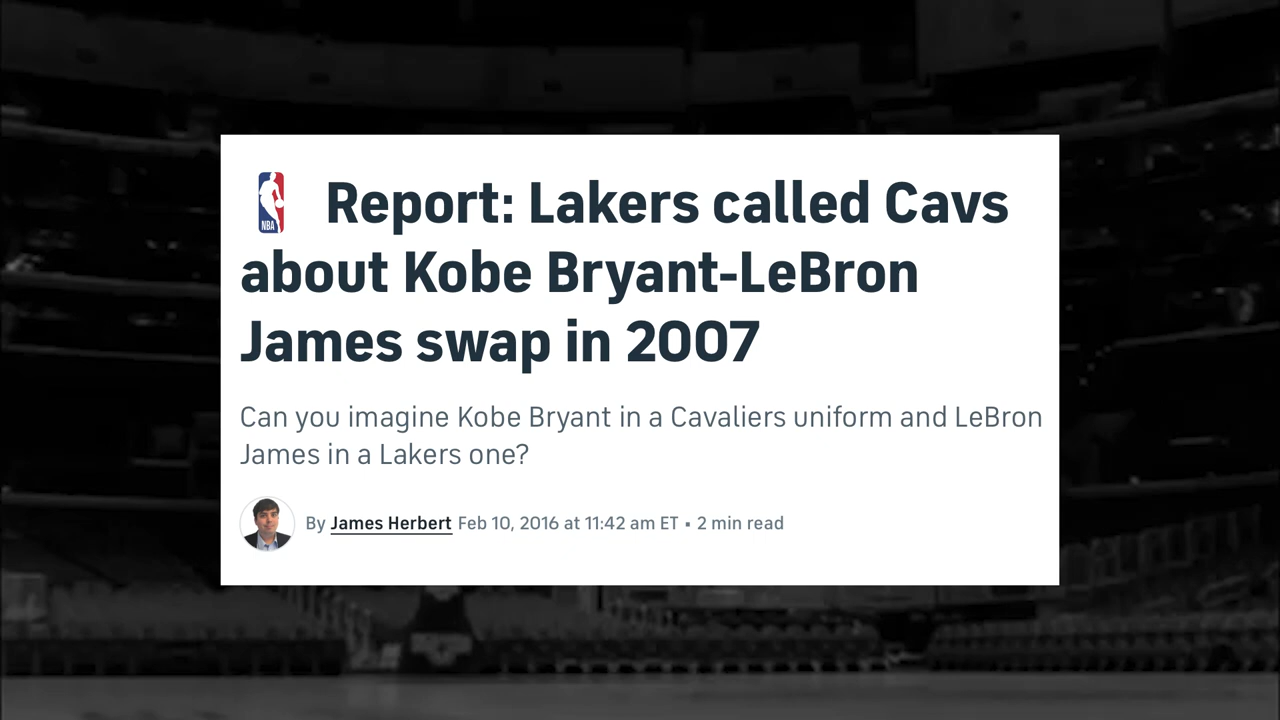 NBA
Report: Lakers called Cavs
about Kobe Bryant-LeBron
James swap in 2007
Can you imagine Kobe Bryant in a Cavaliers uniform and LeBron
James in a Lakers one?
By James Herbert Feb 10, 2016 at 11:42 am ET • 2 min read